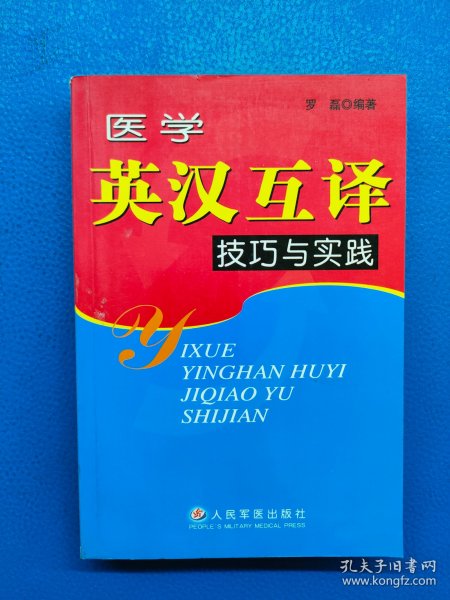 罗 磊◎编著
医学
英汉互译
技巧与实践
YIXUE
YINGHAN HUYI
JIQIAO YU
SHIJIAN
人民军医出版社
PEOPLE'S MILITARY MEDICAL PRESS
孔夫子旧书网
www.kongfz.com